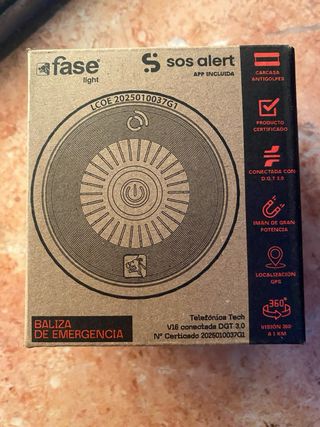 fase®
light
sos alert
APP INCLUIDA
LCOE 2025010037G1
CARCASA
ANTIGOLPES
PRODUCTO
CERTIFICADO
CONECTADA CON
D.G.T 3.0
IMÁN DE GRAN
POTENCIA
LOCALIZACIÓN
GPS
360°
VISIÓN 360
A 1 KM
BALIZA
DE EMERGENCIA
Telefónica Tech
V16 conectada DGT 3.0
Nº Certicado 2025010037G1